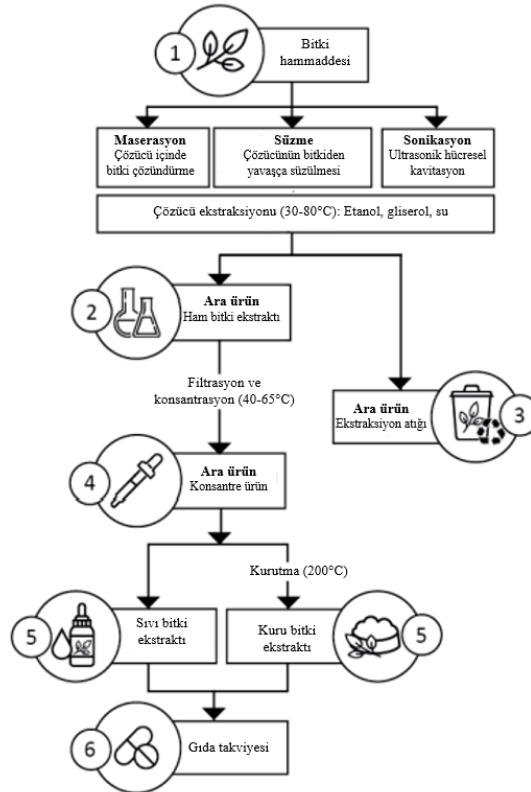 1
Bitki
hammaddesi
Maserasyon
Çözücü içinde
bitki çözündürme
Süzme
Çözücünün bitkiden
yavaşça süzülmesi
Sonikasyon
Ultrasonik hücresel
kavitasyon
Çözücü ekstraksiyonu (30-80°C): Etanol, gliserol, su
2
Ara ürün
Ham bitki ekstraktı
Filtrasyon ve
konsantrasyon (40-65°C)
Ara ürün
Ekstraksiyon atığı
3
4
Ara ürün
Konsantre ürün
Kurutma (200°C)
5
Sıvı bitki
ekstraktı
Kuru bitki
ekstraktı
5
6
Gıda takviyesi